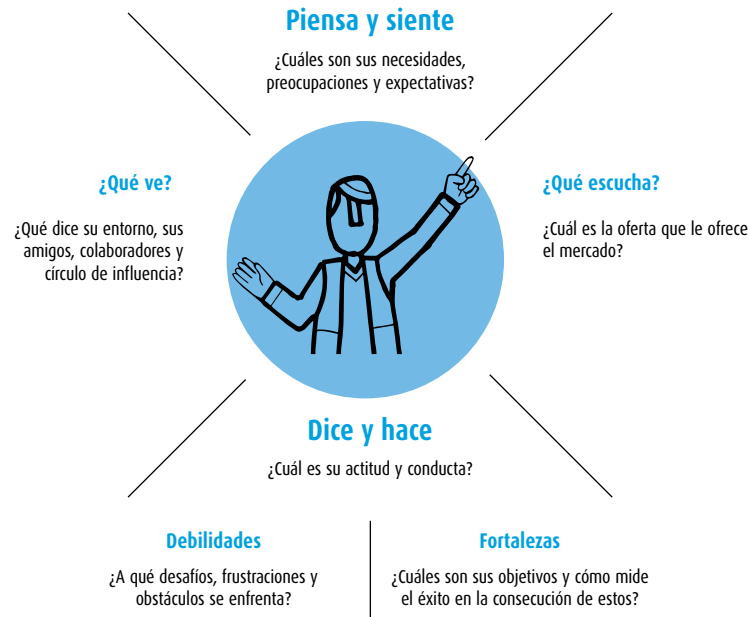 Piensa y siente
¿Cuáles son sus necesidades,
preocupaciones y expectativas?
¿Qué ve?
¿Qué dice su entorno, sus
amigos, colaboradores y
círculo de influencia?
¿Qué escucha?
¿Cuál es la oferta que le ofrece
el mercado?
Dice y hace
¿Cuál es su actitud y conducta?
Debilidades
¿A qué desafíos, frustraciones y
obstáculos se enfrenta?
Fortalezas
¿Cuáles son sus objetivos y cómo mide
el éxito en la consecución de estos?